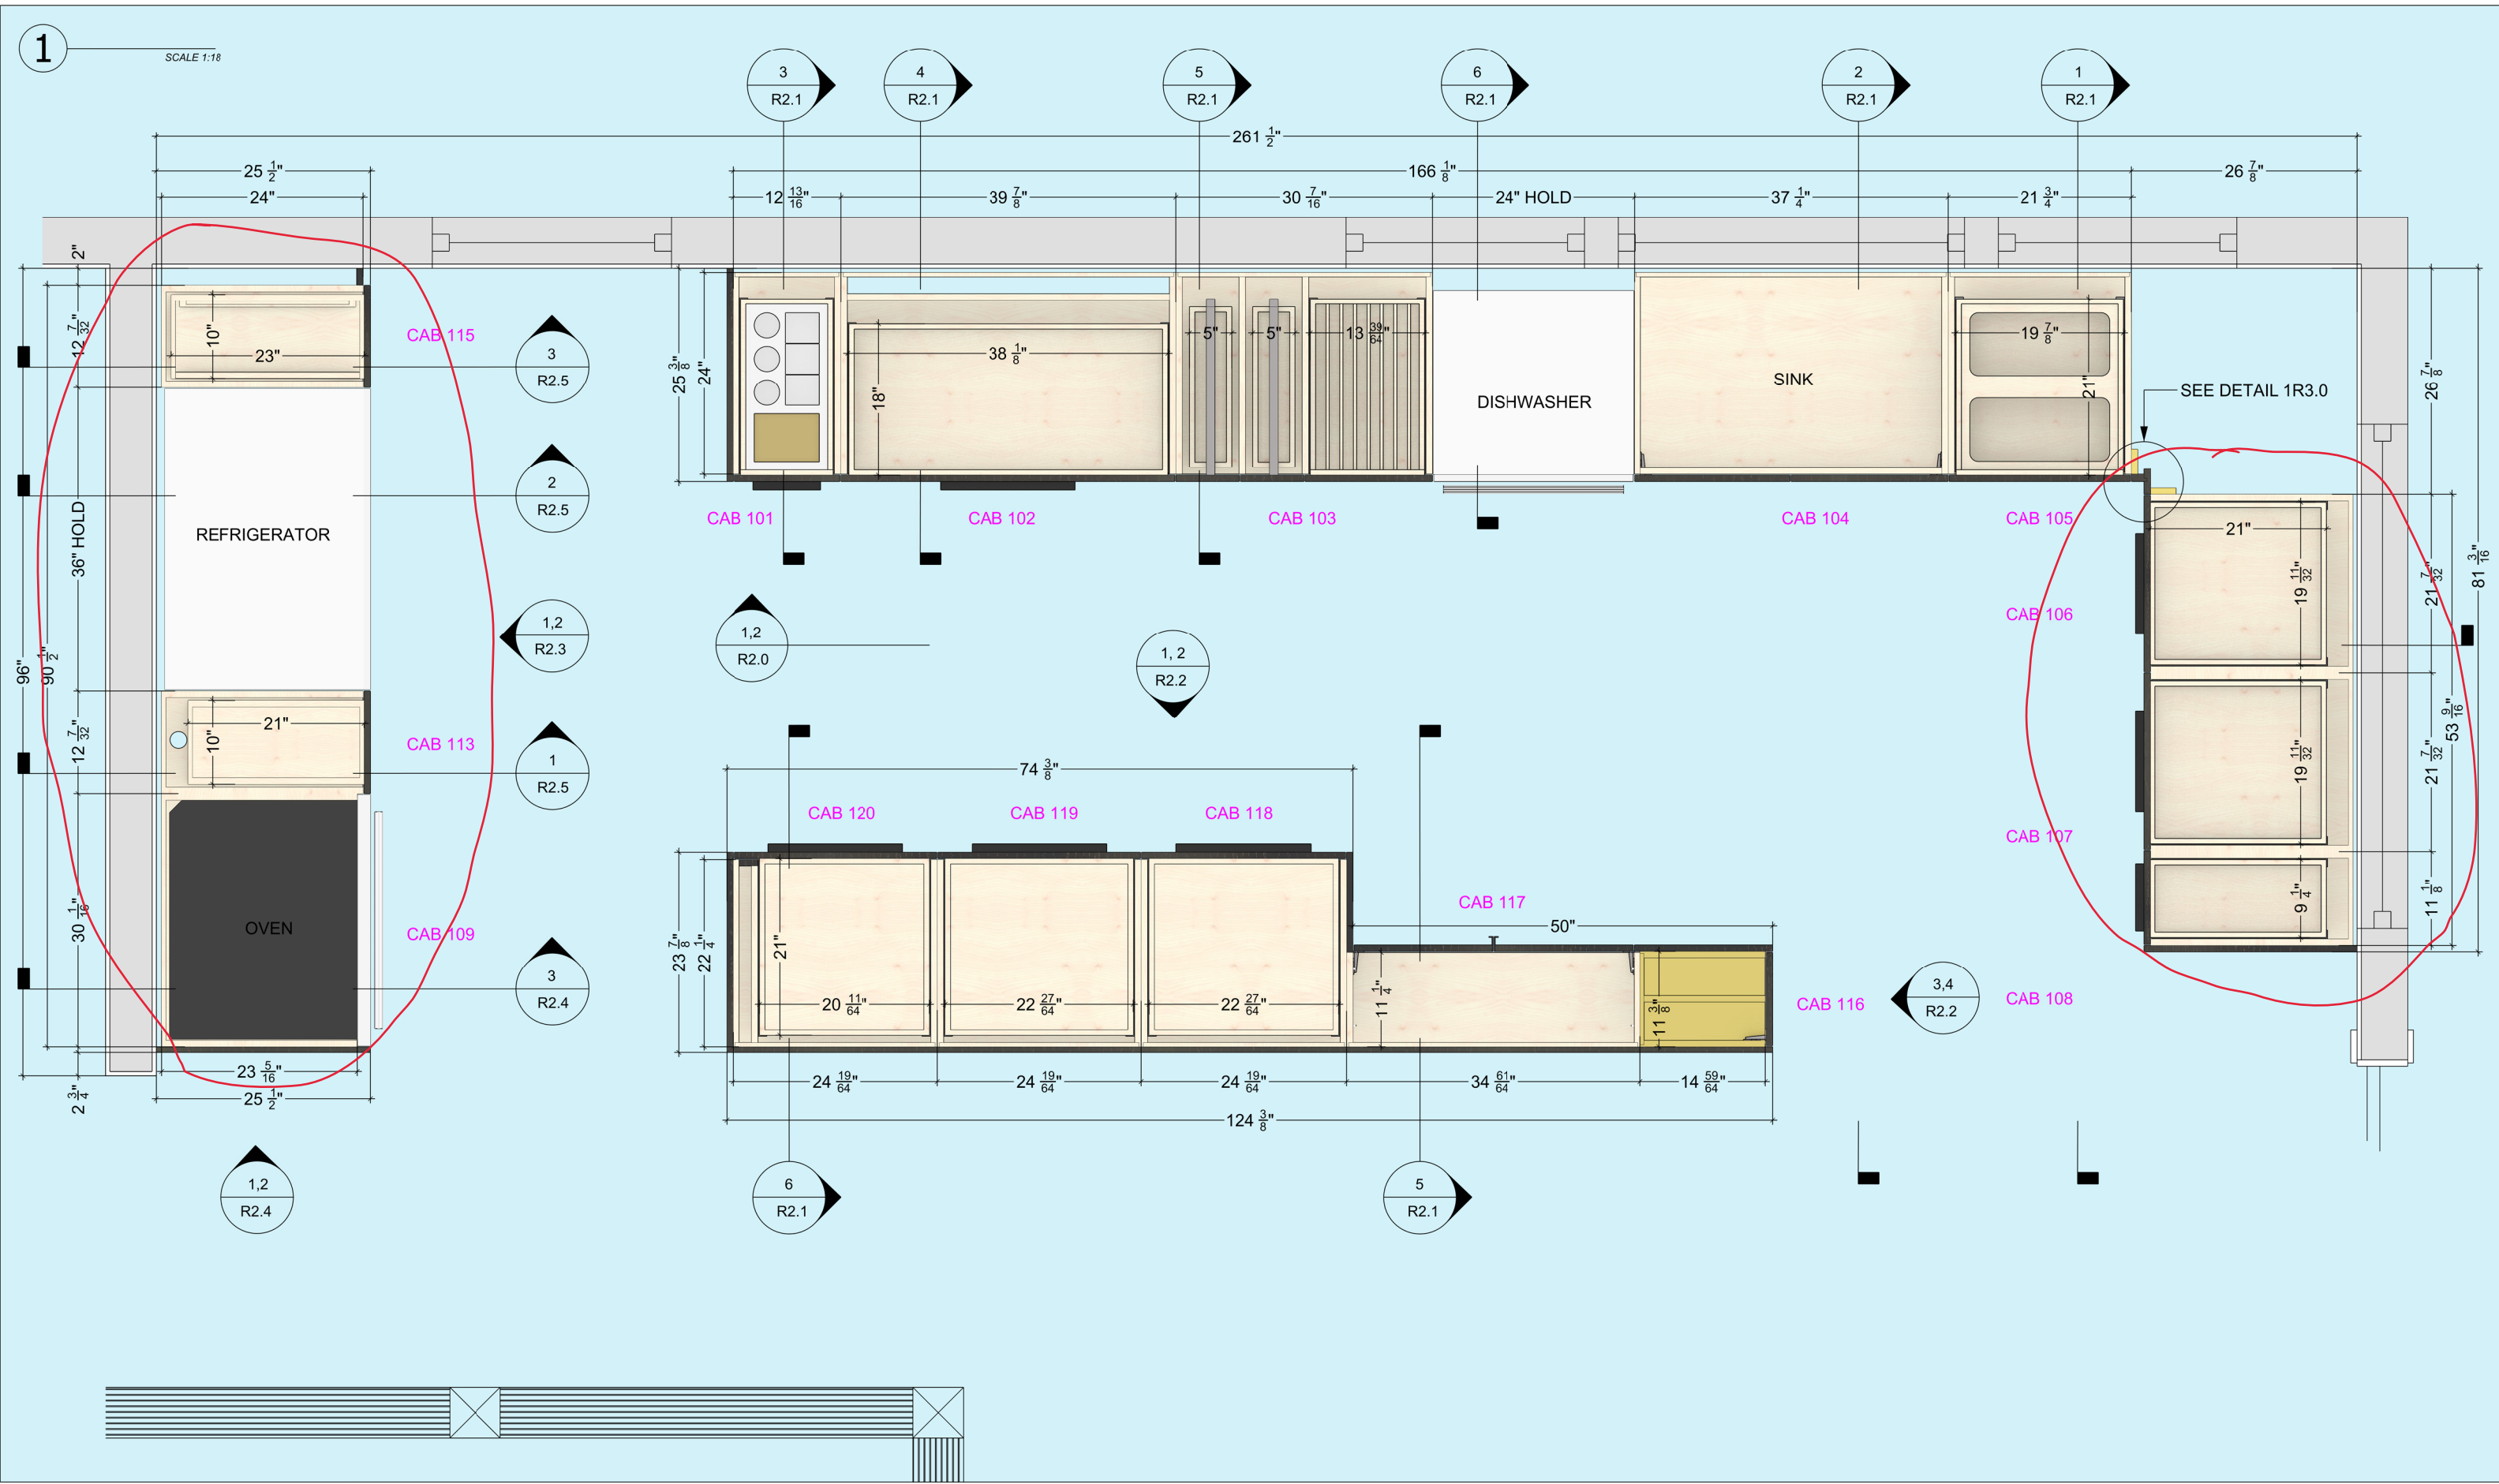 1
SCALE 1:18
3
R2.1
4
R2.1
5
R2.1
6
R2.1
2
R2.1
1
R2.1
261 1/2"
25 1/2"
166 1/8"
26 7/8"
24"
12 13/16"
39 7/8"
30 7/16"
24" HOLD
37 1/4"
21 3/4"
2"
12 7/32"
10"
23"
CAB 115
3
R2.5
25 3/8"
24"
18"
38 1/8"
5"
5"
13 39/64"
DISHWASHER
SINK
19 7/8"
21"
SEE DETAIL 1R3.0
26 7/8"
81 3/16"
2
R2.5
36" HOLD
REFRIGERATOR
CAB 101
CAB 102
CAB 103
CAB 104
CAB 105
21"
19 11/32"
21 7/32"
CAB 106
96"
90 1/2"
1,2
R2.3
1,2
R2.0
1, 2
R2.2
12 7/32"
21"
10"
CAB 113
1
R2.5
19 11/32"
21 7/32"
53 9/16"
74 3/8"
CAB 120
CAB 119
CAB 118
CAB 107
30 1/16"
OVEN
CAB 109
CAB 117
50"
9 1/4"
11 1/8"
23 7/8"
22 1/4"
21"
20 11/64"
22 27/64"
22 27/64"
11 1/4"
11 3/8"
CAB 116
3,4
R2.2
CAB 108
3
R2.4
23 5/16"
25 1/2"
2 3/4"
24 19/64"
24 19/64"
24 19/64"
34 61/64"
14 59/64"
124 3/8"
1,2
R2.4
6
R2.1
5
R2.1